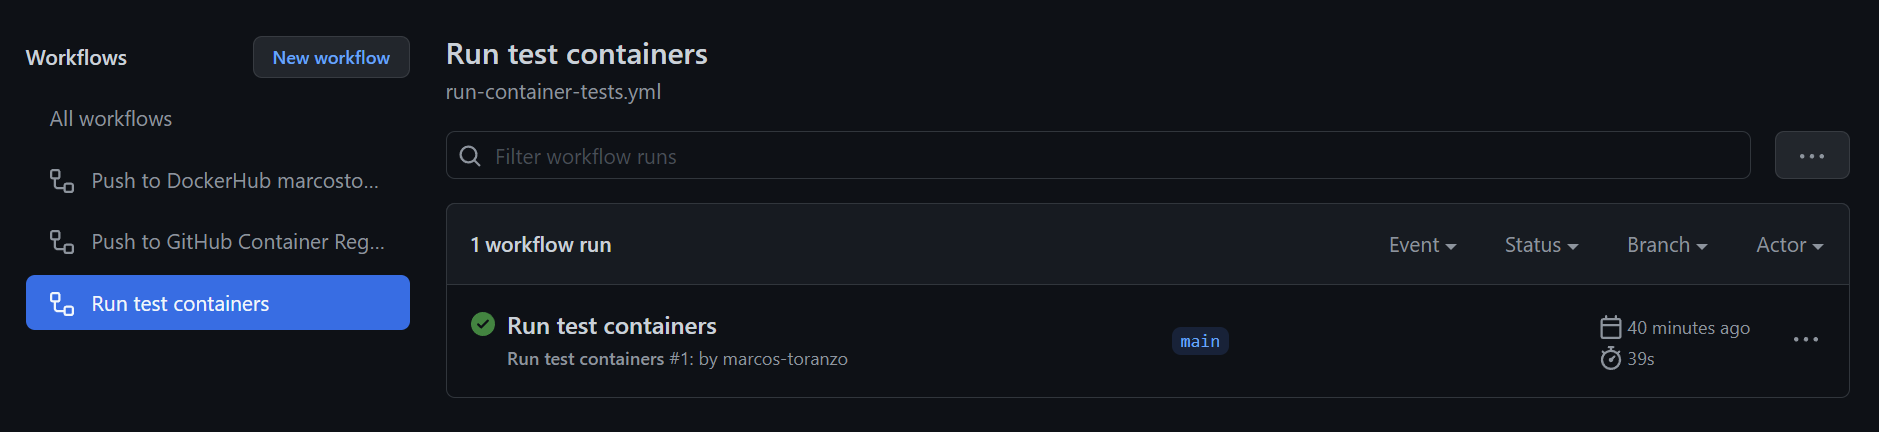 Workflows
New workflow
All workflows
Push to DockerHub marcosto...
Push to GitHub Container Reg...
Run test containers
Run test containers
run-container-tests.yml
Filter workflow runs
1 workflow run
Event
Status
Branch
Actor
Run test containers
Run test containers #1: by marcos-toranzo
main
40 minutes ago
39s